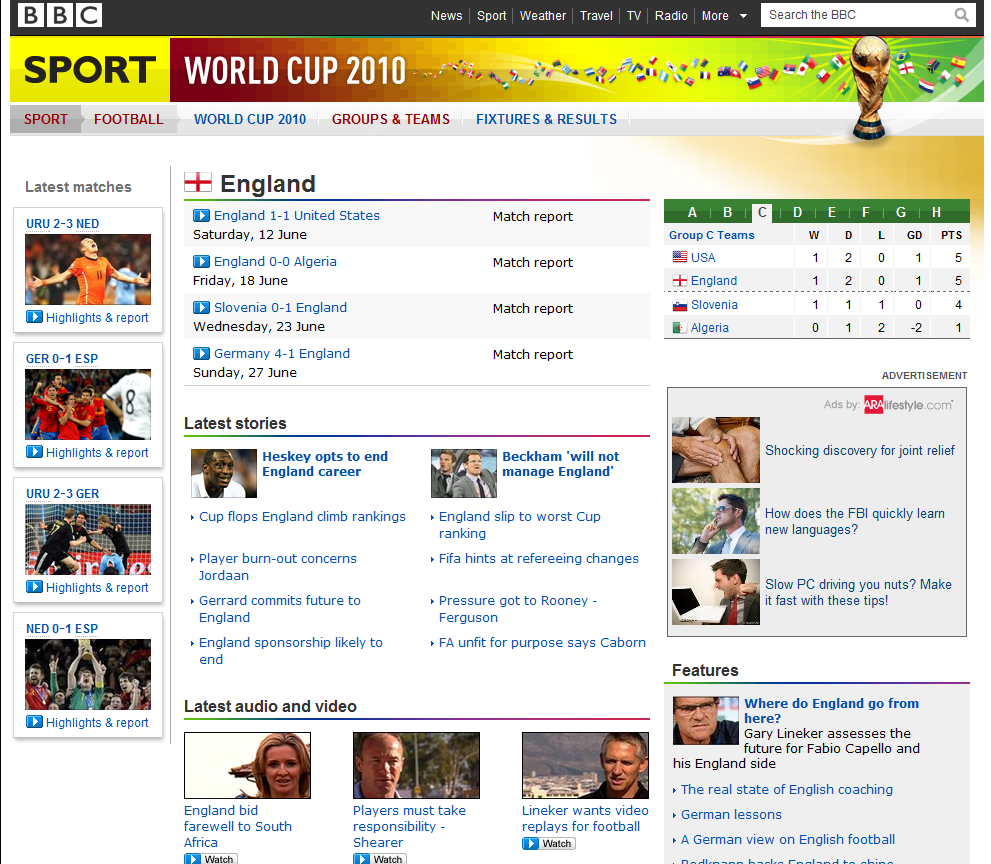 BBC
News Sport Weather Travel TV Radio More
Search the BBC
SPORT
WORLD CUP 2010
SPORT FOOTBALL WORLD CUP 2010 GROUPS & TEAMS FIXTURES & RESULTS
Latest matches
URU 2-3 NED
Highlights & report
GER 0-1 ESP
8
Highlights & report
URU 2-3 GER
Highlights & report
NED 0-1 ESP
Highlights & report
England
England 1-1 United States Match report
Saturday, 12 June
England 0-0 Algeria Match report
Friday, 18 June
Slovenia 0-1 England Match report
Wednesday, 23 June
Germany 4-1 England Match report
Sunday, 27 June
Latest stories
Heskey opts to end
England career
Cup flops England climb rankings
Player burn-out concerns
Jordaan
Gerrard commits future to
England
England sponsorship likely to
end
Beckham 'will not
manage England'
England slip to worst Cup
ranking
Fifa hints at refereeing changes
Pressure got to Rooney -
Ferguson
FA unfit for purpose says Caborn
Latest audio and video
England bid
farewell to South
Africa
Watch
Players must take
responsibility -
Shearer
Watch
Lineker wants video
replays for football
Watch
A B C D E F G H
Group C Teams W D L GD PTS
USA 1 2 0 1 5
England 1 2 0 1 5
Slovenia 1 1 1 0 4
Algeria 0 1 2 -2 1
ADVERTISEMENT
Ads by: ARAlifestyle.com
Shocking discovery for joint relief
How does the FBI quickly learn
new languages?
Slow PC driving you nuts? Make
it fast with these tips!
Features
Where do England go from
here?
Gary Lineker assesses the
future for Fabio Capello and
his England side
The real state of English coaching
German lessons
A German view on English football
Redknapp backs England to shine